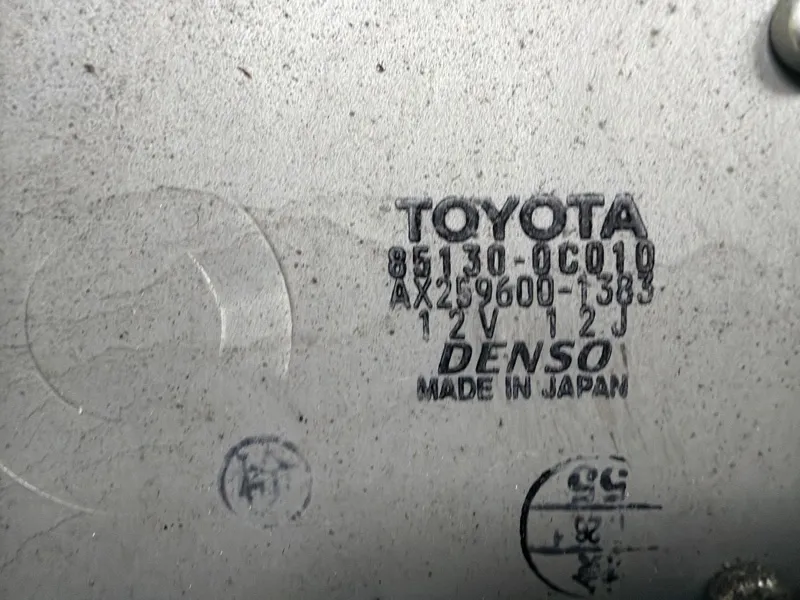 TOYOTA
85130-0C010
AX259600-1383
12V 12J
DENSO
MADE IN JAPAN